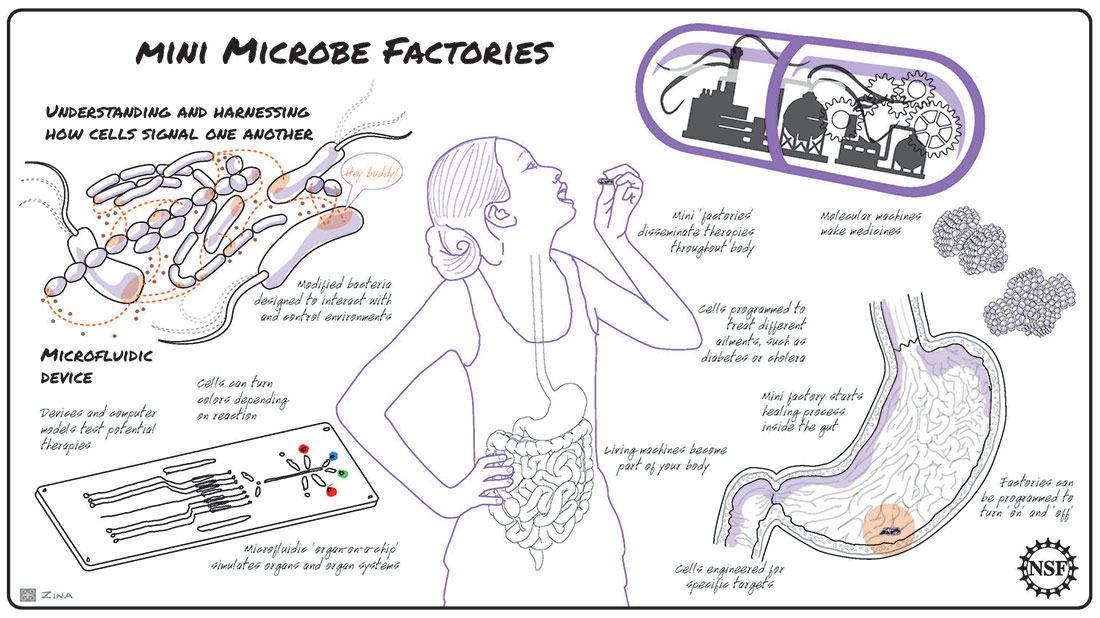 MINI MICROBE FACTORIES
UNDERSTANDING AND HARNESSING
HOW CELLS SIGNAL ONE ANOTHER
Hey buddy!
Modified bacteria
designed to interact with
and control environments
MICROFLUIDIC
DEVICE
Cells can turn
colors depending
on reaction
Devices and computer
models test potential
therapies
Microfluidic 'organ-on-a-chip'
simulates organs and organ systems
Mini 'factories'
disseminate therapies
throughout body
Molecular machines
make medicines
Cells programmed to
treat different
ailments, such as
diabetes or cholera
Mini factory starts
healing process
inside the gut
Living-machines become
part of your body
Factories can
be programmed to
turn 'on' and 'off'
Cells engineered for
specific targets
NSF
ZINA